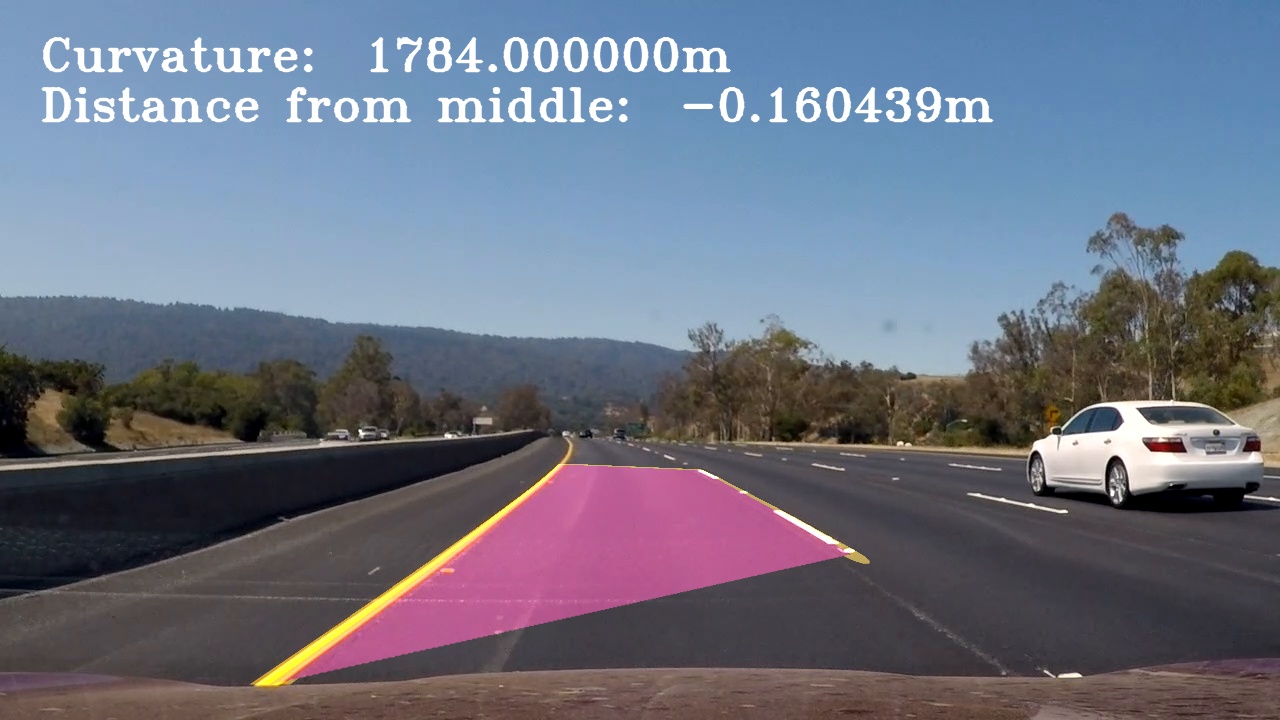 Curvature: 1784.000000m
Distance from middle: −0.160439m